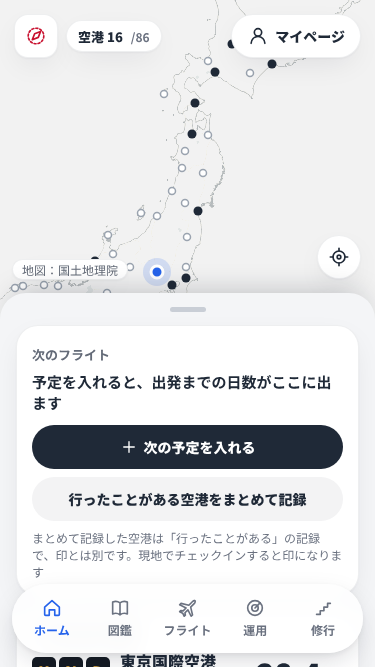 空港 16 /86
マイページ
地図：国土地理院
次のフライト
予定を入れると、出発までの日数がここに出
ます
＋ 次の予定を入れる
行ったことがある空港をまとめて記録
まとめて記録した空港は「行ったことがある」の記録
で、印とは別です。現地でチェックインすると印になりま
す
東京国際空港
ホーム
図鑑
フライト
運用
修行